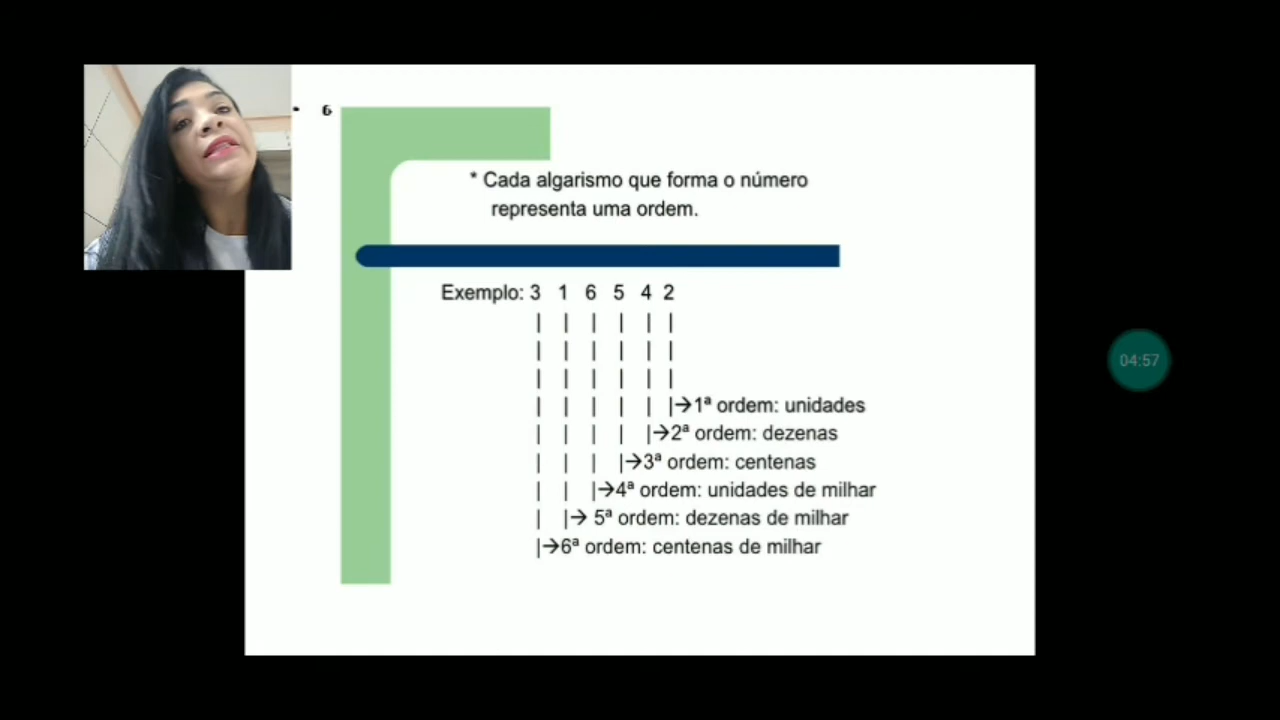 • 6
* Cada algarismo que forma o número
representa uma ordem.
Exemplo: 3 1 6 5 4 2
| | | | | |
| | | | | |
| | | | | |
| | | | | |→1ª ordem: unidades
| | | | |→2ª ordem: dezenas
| | | |→3ª ordem: centenas
| | |→4ª ordem: unidades de milhar
| |→ 5ª ordem: dezenas de milhar
|→6ª ordem: centenas de milhar
04:57